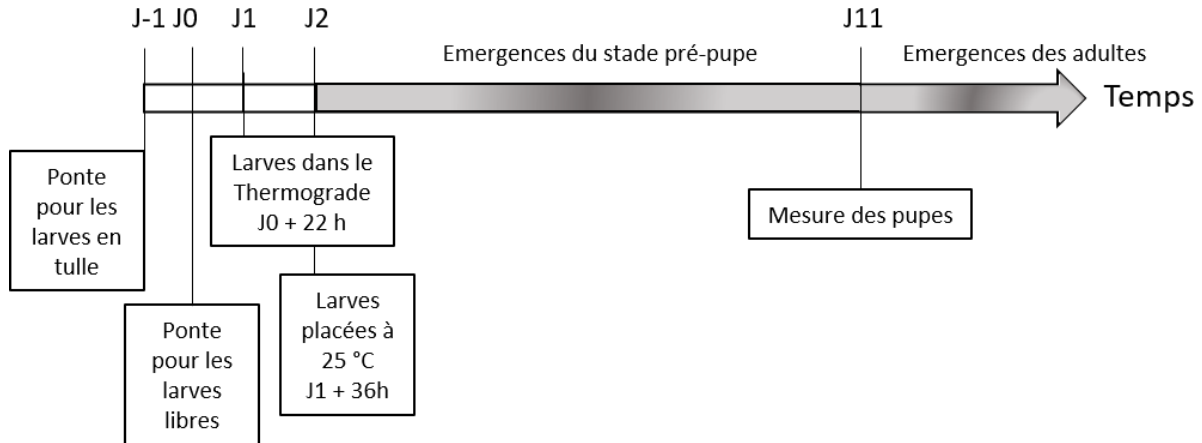 J-1 J0 J1 J2 J11
Emergences du stade pré-pupe
Emergences des adultes
Temps
Ponte
pour les
larves en
tulle
Ponte
pour les
larves
libres
Larves dans le
Thermograde
J0 + 22 h
Larves
placées à
25 °C
J1 + 36h
Mesure des pupes